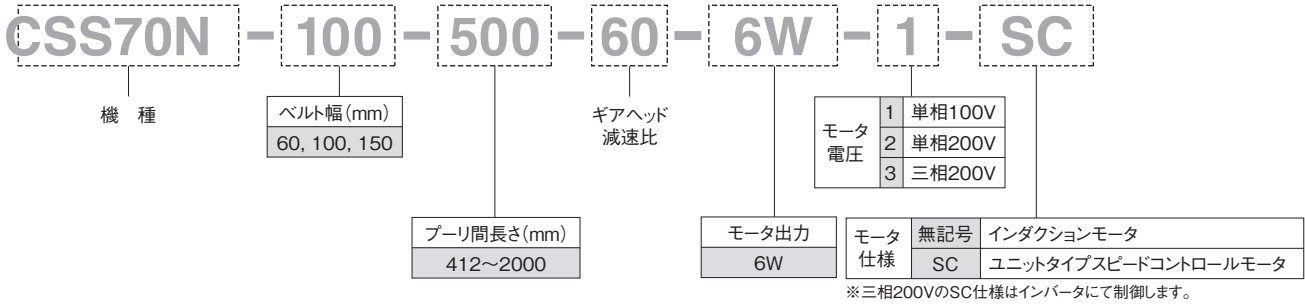 CSS70N - 100 - 500 - 60 - 6W - 1 - SC
機 種
ベルト幅(mm)
60, 100, 150
ギアヘッド
減速比
モータ
電圧
1 単相100V
2 単相200V
3 三相200V
プーリ間長さ(mm)
412～2000
モータ出力
6W
モータ
仕様
無記号 インダクションモータ
SC ユニットタイプスピードコントロールモータ
※三相200VのSC仕様はインバータにて制御します。